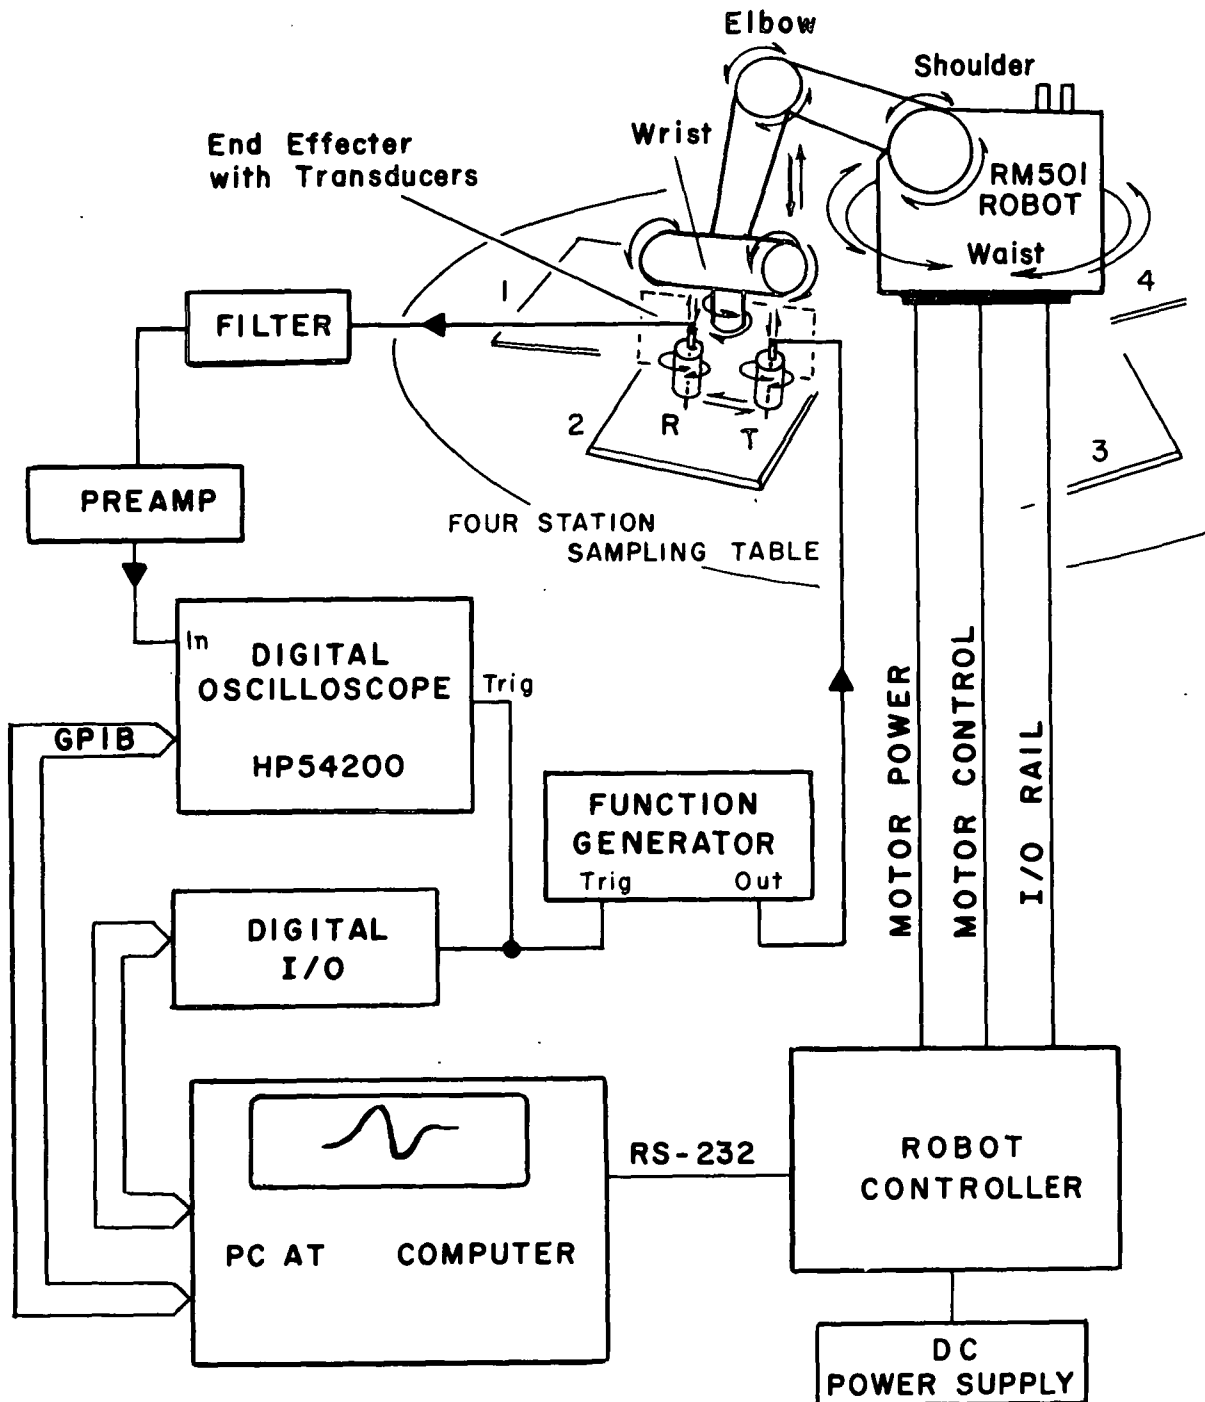 Elbow
Shoulder
End Effecter
with Transducers
Wrist
RM501
ROBOT
Waist
1
4
FILTER
2
R
T
3
PREAMP
FOUR STATION
SAMPLING TABLE
In
DIGITAL
OSCILLOSCOPE
Trig
GPIB
HP54200
FUNCTION
GENERATOR
Trig
Out
MOTOR POWER
MOTOR CONTROL
I/O RAIL
DIGITAL
I/O
RS-232
ROBOT
CONTROLLER
PC AT COMPUTER
DC
POWER SUPPLY